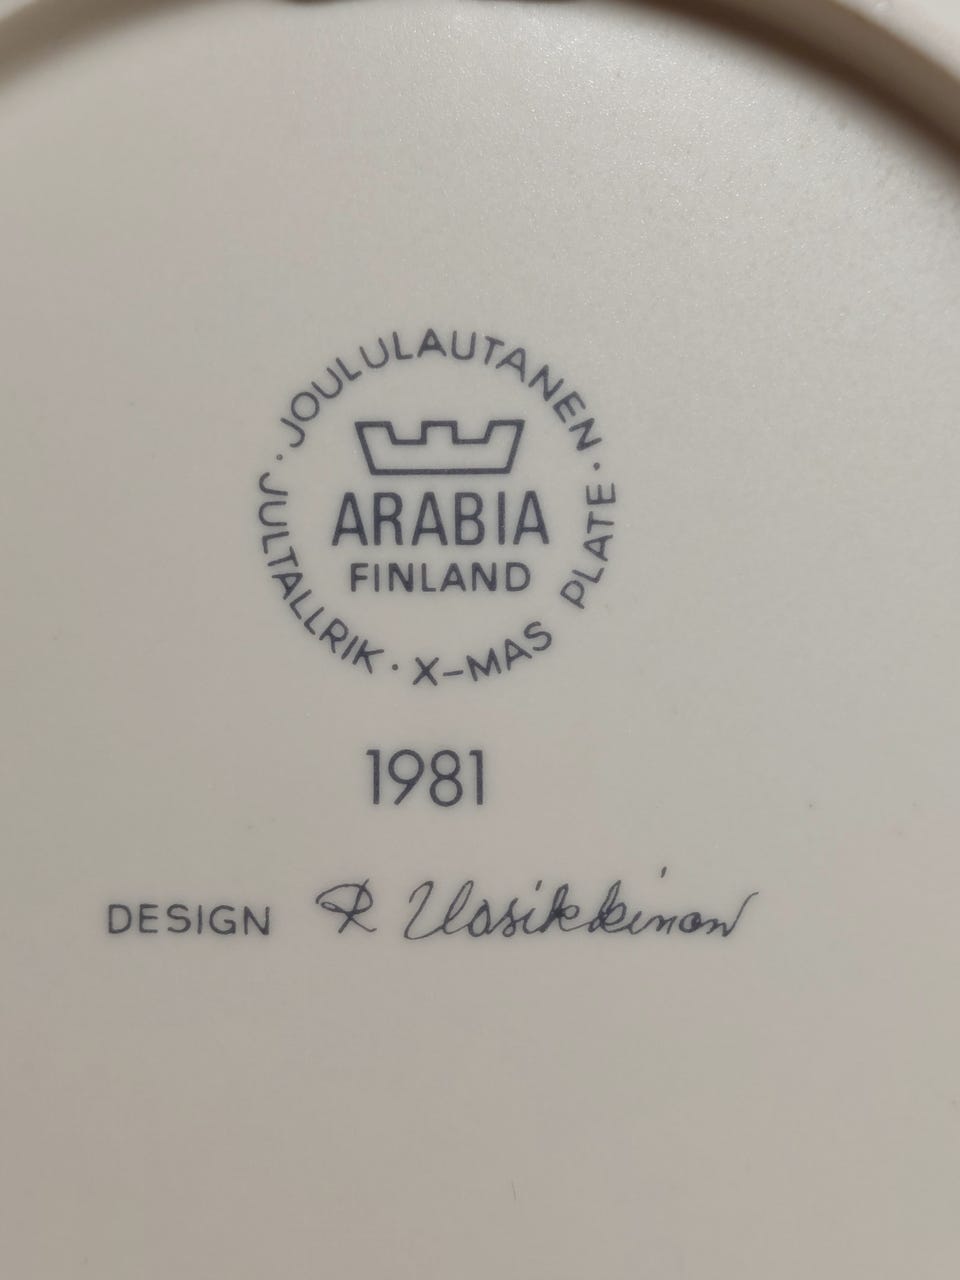 · JOULULAUTANEN · X-MAS PLATE · JULTALLRIK
ARABIA
FINLAND
1981
DESIGN R Uosikkinen